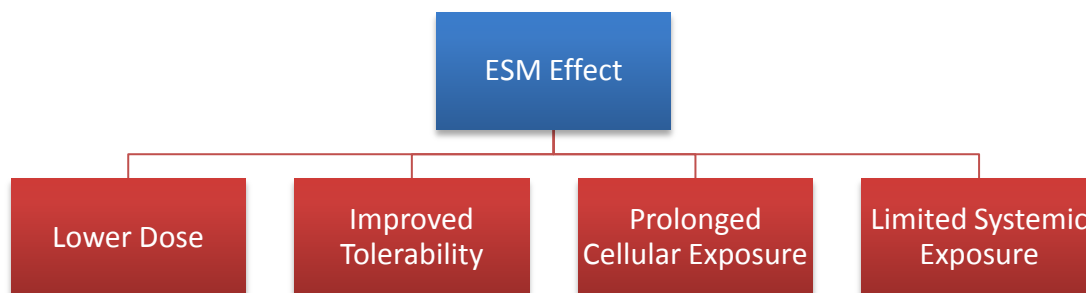 ESM Effect
Lower Dose
Improved
Tolerability
Prolonged
Cellular Exposure
Limited Systemic
Exposure